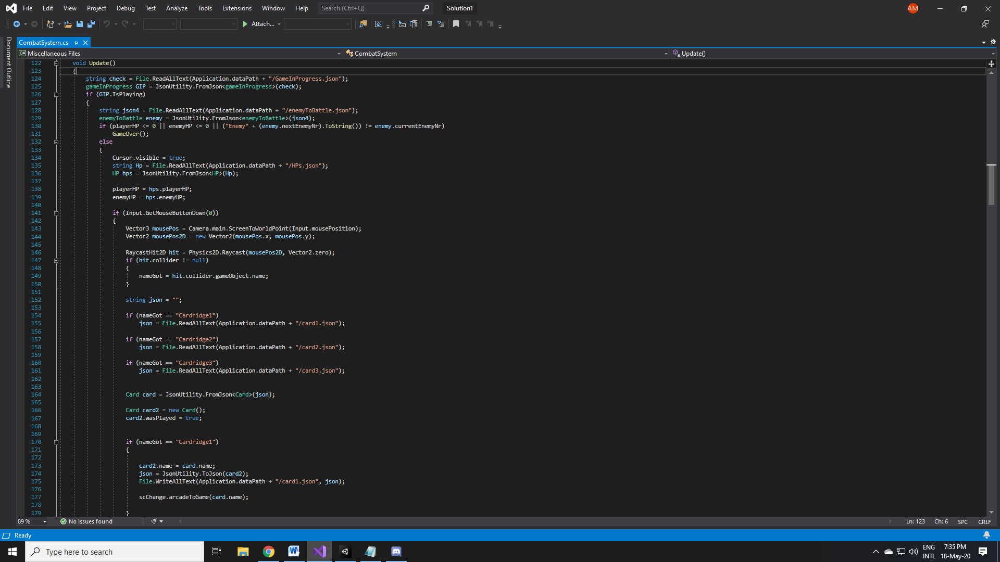 File Edit View Project Debug Test Analyze Tools Extensions Window Help Search (Ctrl+Q) Solution1 AM
Attach...
Document Outline
CombatSystem.cs
Miscellaneous Files CombatSystem Update()
122 void Update()
123 {
124 string check = File.ReadAllText(Application.dataPath + "/GameInProgress.json");
125 gameInProgress GIP = JsonUtility.FromJson<gameInProgress>(check);
126 if (GIP.IsPlaying)
127 {
128 string json4 = File.ReadAllText(Application.dataPath + "/enemyToBattle.json");
129 enemyToBattle enemy = JsonUtility.FromJson<enemyToBattle>(json4);
130 if (playerHP <= 0 || enemyHP <= 0 || ("Enemy" + (enemy.nextEnemyNr).ToString()) != enemy.currentEnemyNr)
131 GameOver();
132 else
133 {
134 Cursor.visible = true;
135 string Hp = File.ReadAllText(Application.dataPath + "/HPs.json");
136 HP hps = JsonUtility.FromJson<HP>(Hp);
137
138 playerHP = hps.playerHP;
139 enemyHP = hps.enemyHP;
140
141 if (Input.GetMouseButtonDown(0))
142 {
143 Vector3 mousePos = Camera.main.ScreenToWorldPoint(Input.mousePosition);
144 Vector2 mousePos2D = new Vector2(mousePos.x, mousePos.y);
145
146 RaycastHit2D hit = Physics2D.Raycast(mousePos2D, Vector2.zero);
147 if (hit.collider != null)
148 {
149 nameGot = hit.collider.gameObject.name;
150 }
151
152 string json = "";
153
154 if (nameGot == "Cardridge1")
155 json = File.ReadAllText(Application.dataPath + "/card1.json");
156
157 if (nameGot == "Cardridge2")
158 json = File.ReadAllText(Application.dataPath + "/card2.json");
159
160 if (nameGot == "Cardridge3")
161 json = File.ReadAllText(Application.dataPath + "/card3.json");
162
163
164 Card card = JsonUtility.FromJson<Card>(json);
165
166 Card card2 = new Card();
167 card2.wasPlayed = true;
168
169
170 if (nameGot == "Cardridge1")
171 {
172
173 card2.name = card.name;
174 json = JsonUtility.ToJson(card2);
175 File.WriteAllText(Application.dataPath + "/card1.json", json);
176
177 scChange.arcadeToGame(card.name);
178
179 }
89 % No issues found Ln: 123 Ch: 6 SPC CRLF
Ready
Type here to search ENG 7:35 PM
INTL 18-May-20